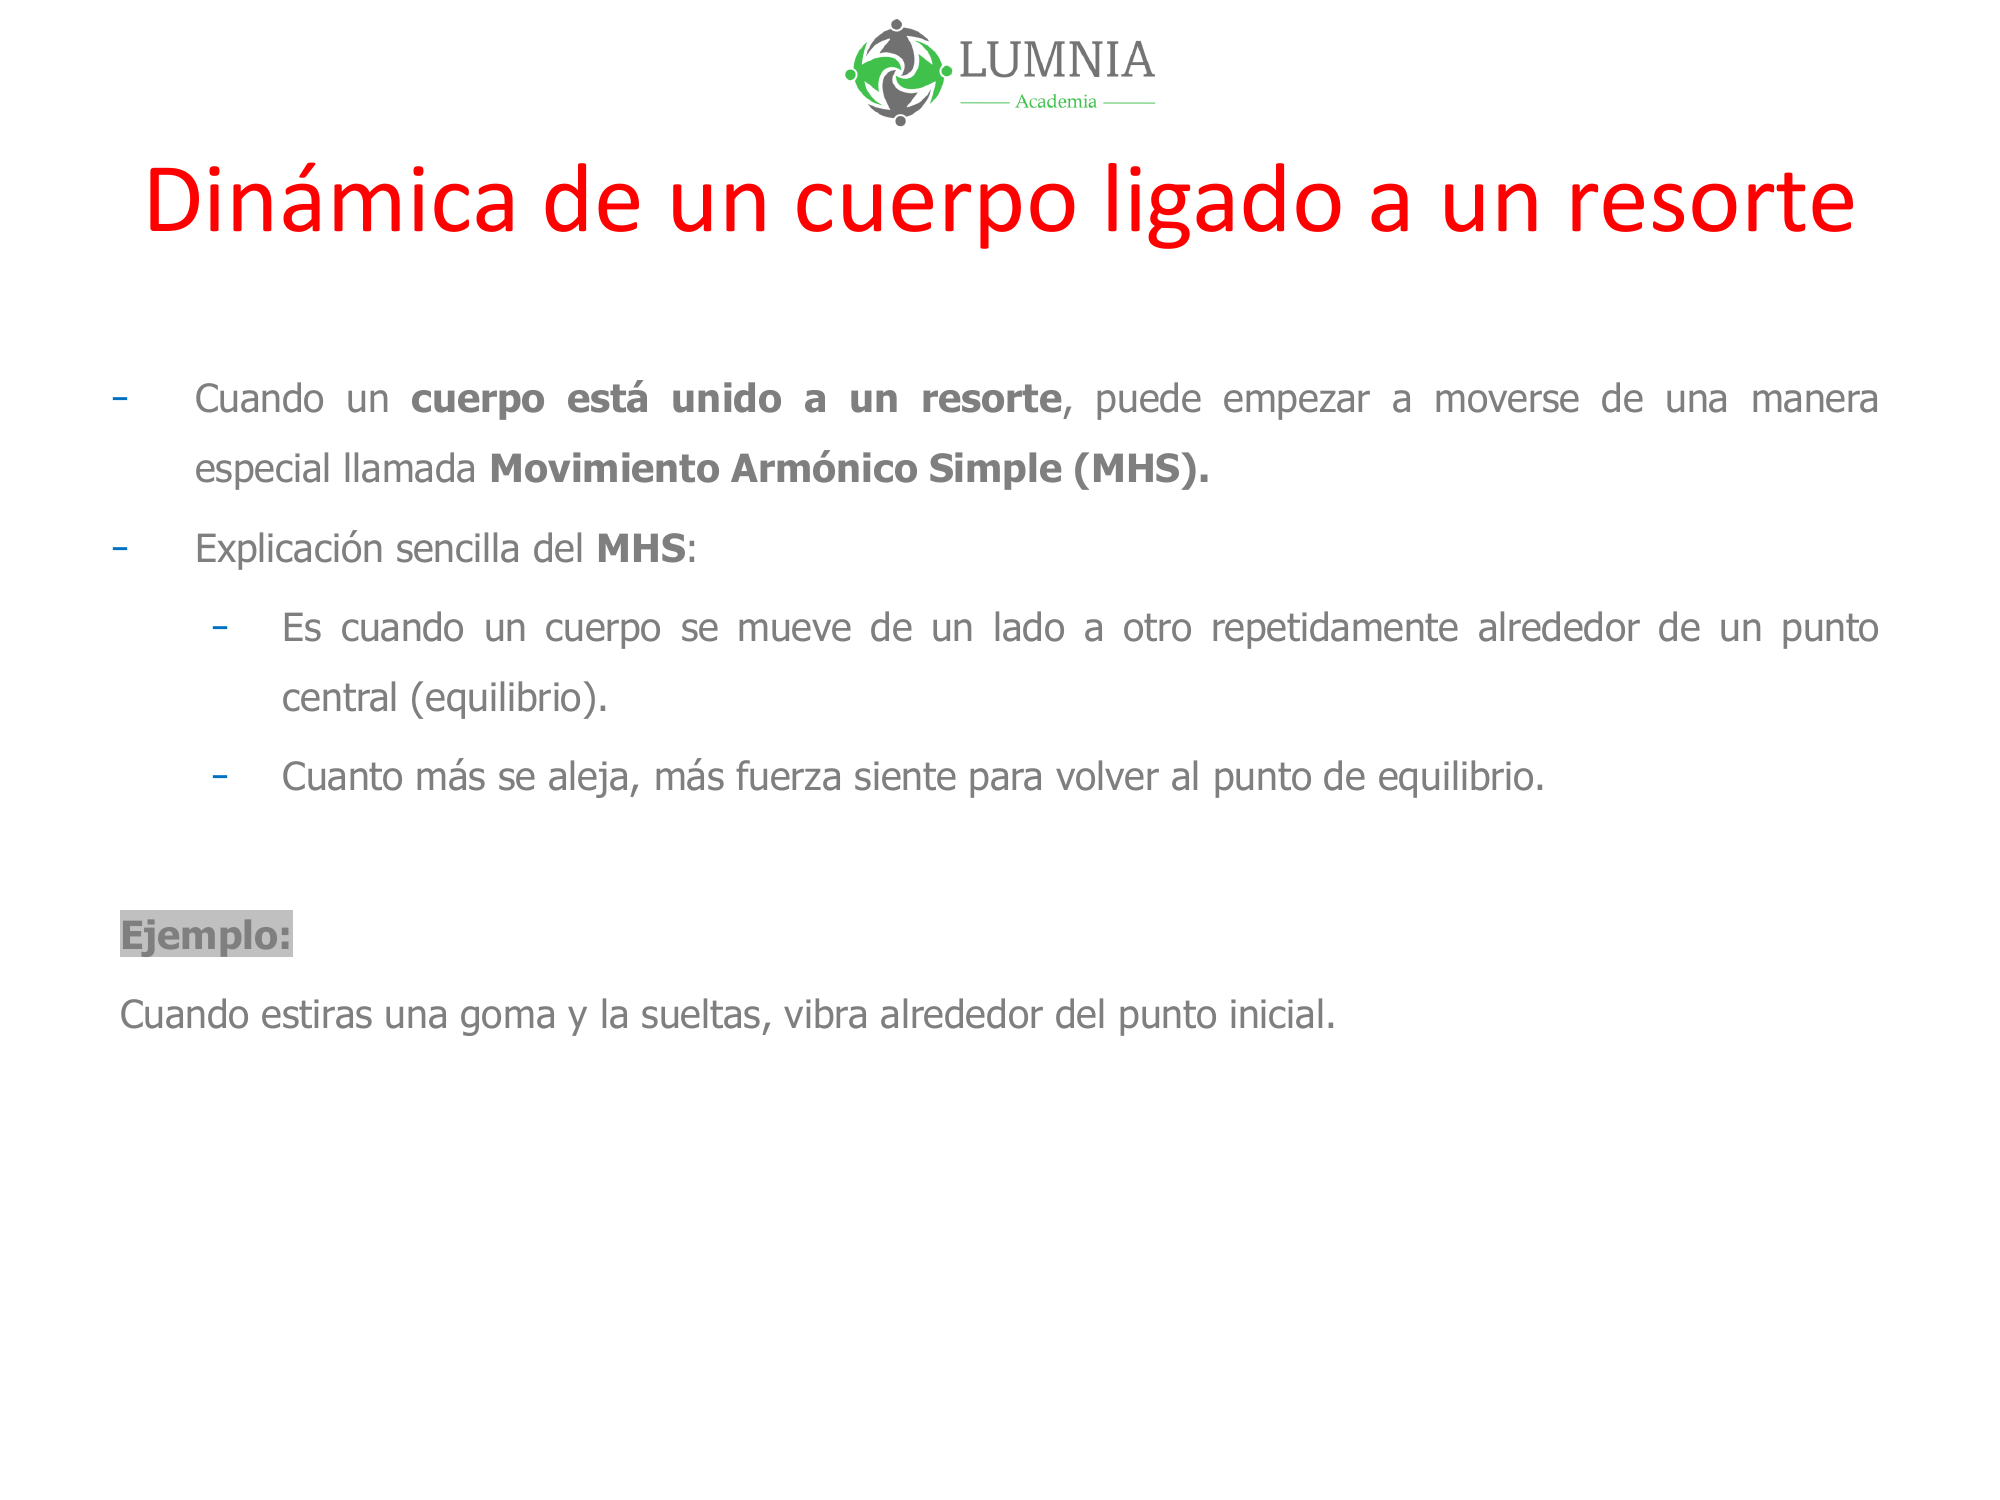 LUMNIA
Academia
Dinámica de un cuerpo ligado a un resorte
- Cuando un cuerpo está unido a un resorte, puede empezar a moverse de una manera
especial llamada Movimiento Armónico Simple (MHS).
- Explicación sencilla del MHS:
- Es cuando un cuerpo se mueve de un lado a otro repetidamente alrededor de un punto
central (equilibrio).
- Cuanto más se aleja, más fuerza siente para volver al punto de equilibrio.
Ejemplo:
Cuando estiras una goma y la sueltas, vibra alrededor del punto inicial.